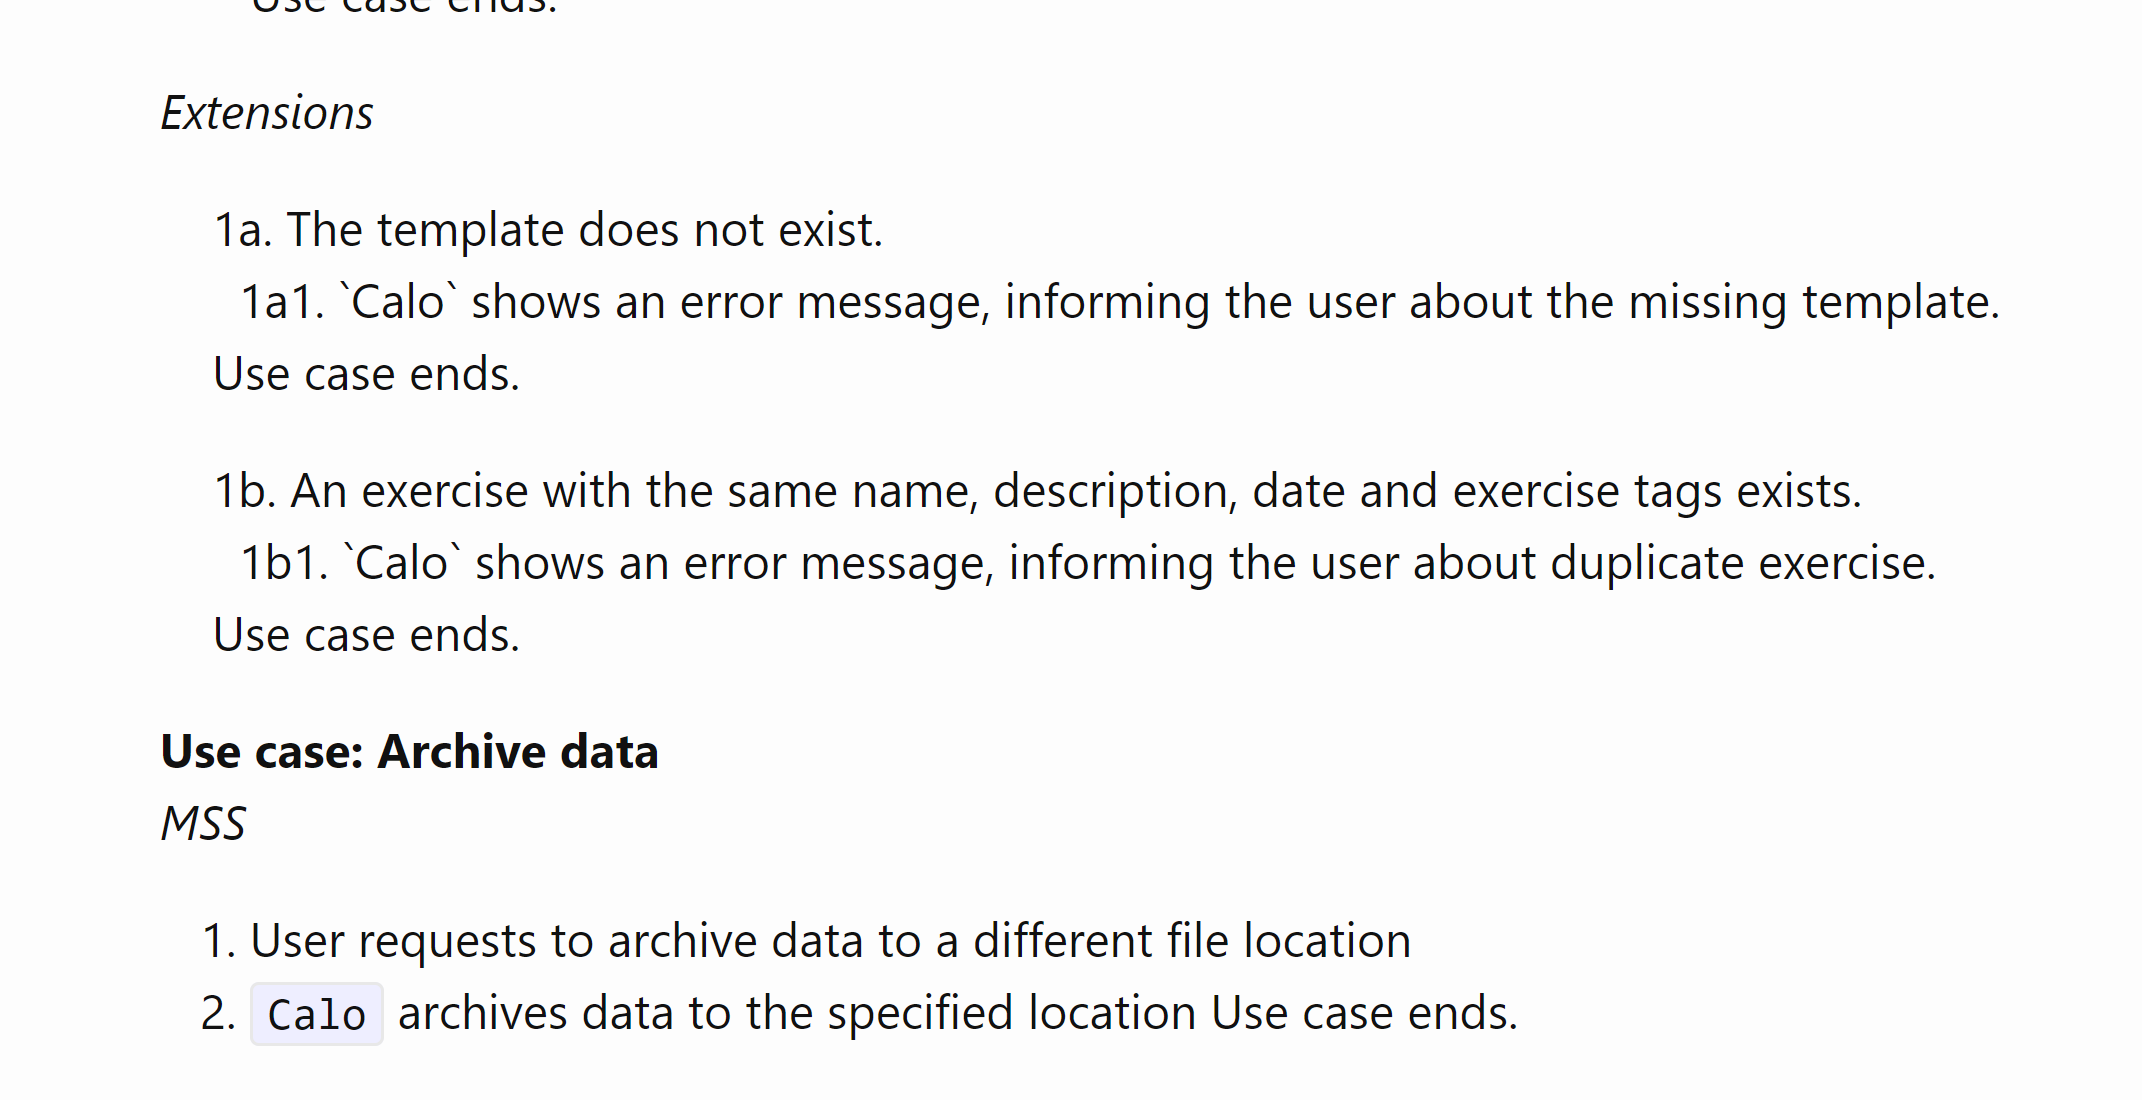 Use case ends.
Extensions
1a. The template does not exist.
1a1. `Calo` shows an error message, informing the user about the missing template.
Use case ends.
1b. An exercise with the same name, description, date and exercise tags exists.
1b1. `Calo` shows an error message, informing the user about duplicate exercise.
Use case ends.
Use case: Archive data
MSS
1. User requests to archive data to a different file location
2. Calo archives data to the specified location Use case ends.